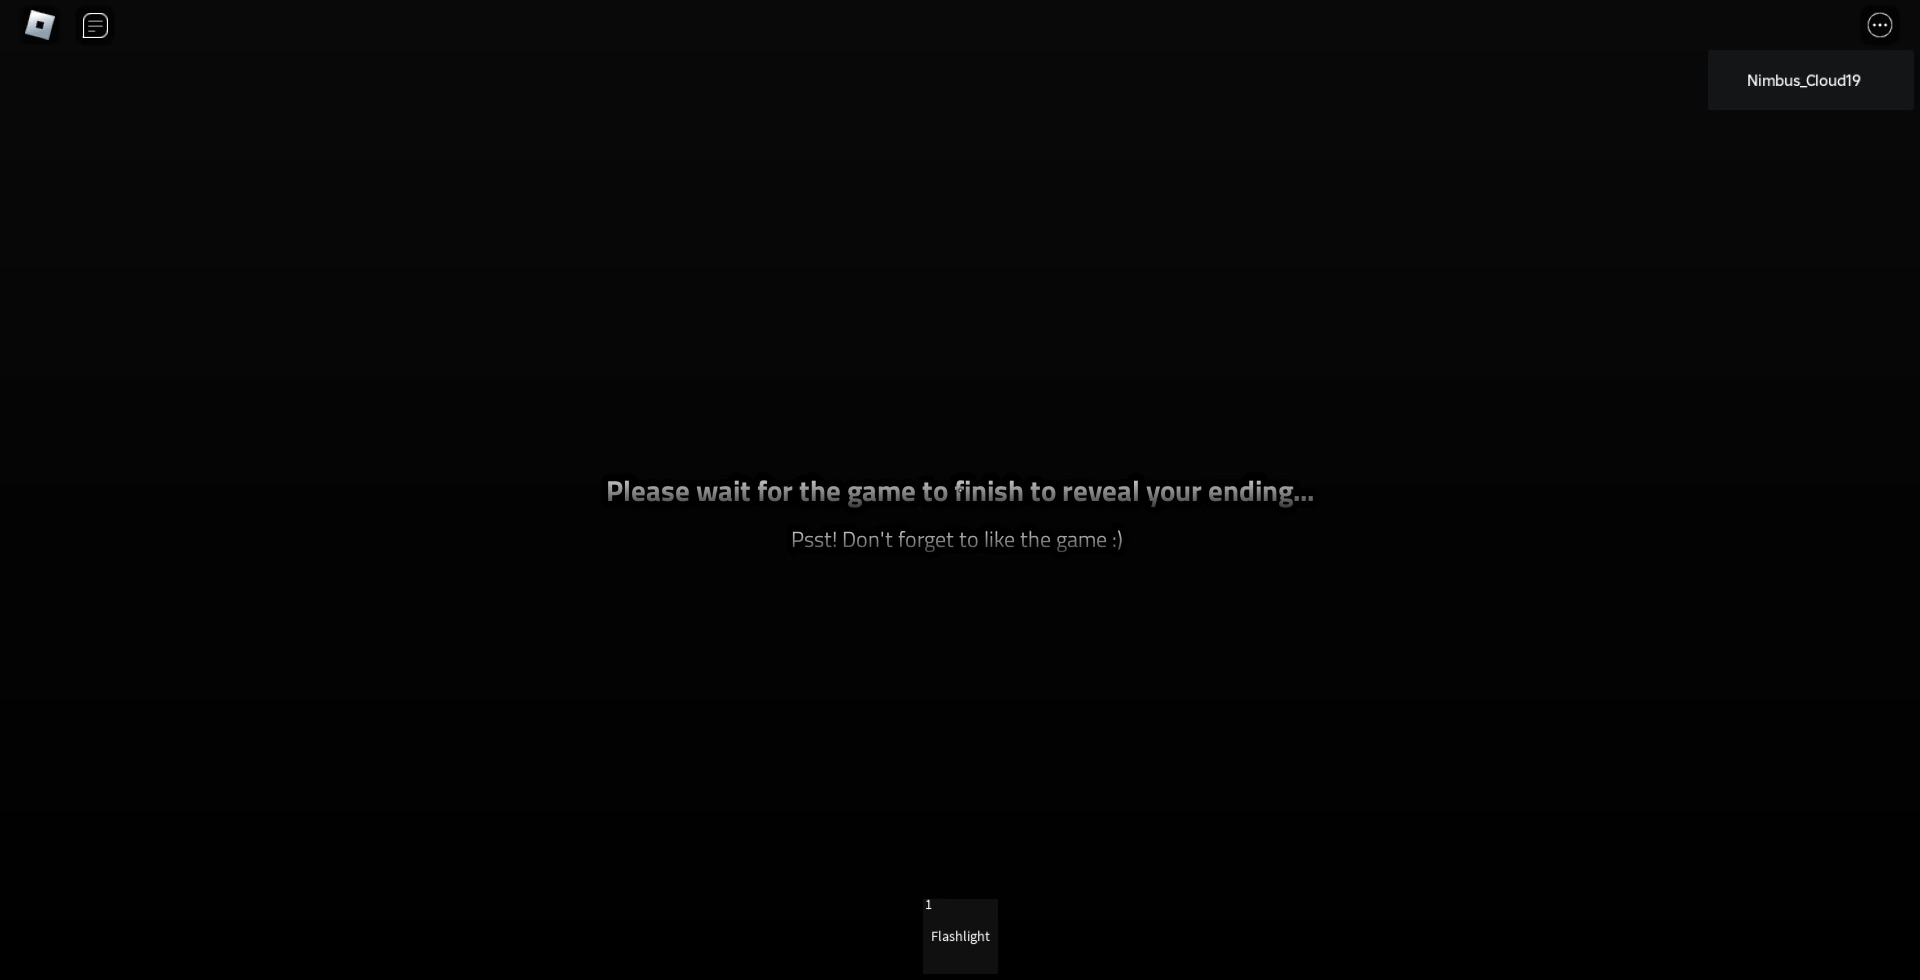 Nimbus_Cloud19
Please wait for the game to finish to reveal your ending...
Psst! Don't forget to like the game :)
1
Flashlight